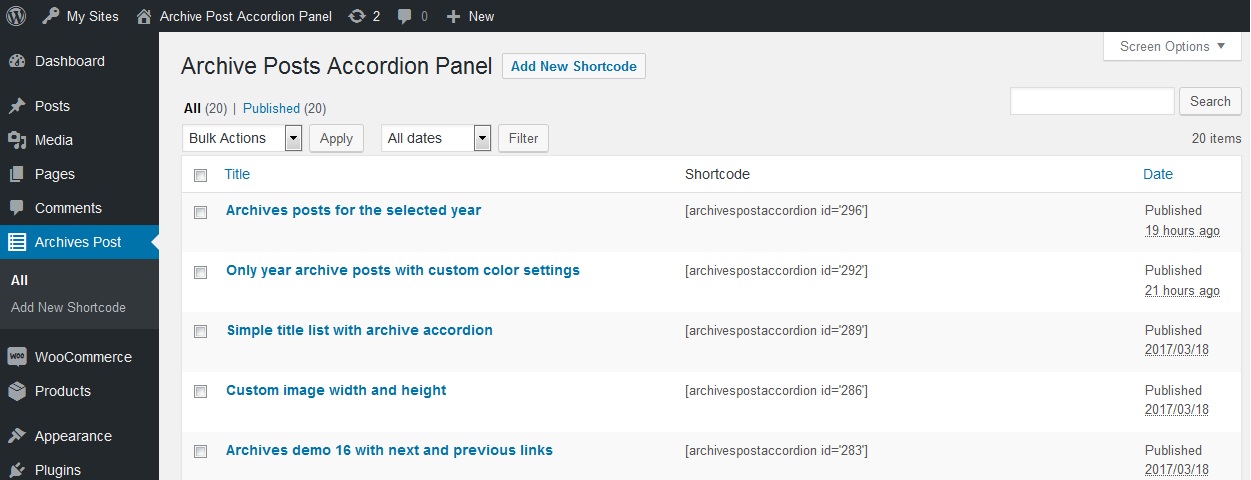 My Sites Archive Post Accordion Panel 2 0 New
Screen Options
Dashboard
Posts
Media
Pages
Comments
Archives Post
All
Add New Shortcode
WOO WooCommerce
Products
Appearance
Plugins
Archive Posts Accordion Panel Add New Shortcode
All (20) | Published (20)
Search
Bulk Actions Apply All dates Filter
20 items
Title Shortcode Date
Archives posts for the selected year [archivespostaccordion id='296'] Published
19 hours ago
Only year archive posts with custom color settings [archivespostaccordion id='292'] Published
21 hours ago
Simple title list with archive accordion [archivespostaccordion id='289'] Published
2017/03/18
Custom image width and height [archivespostaccordion id='286'] Published
2017/03/18
Archives demo 16 with next and previous links [archivespostaccordion id='283'] Published
2017/03/18